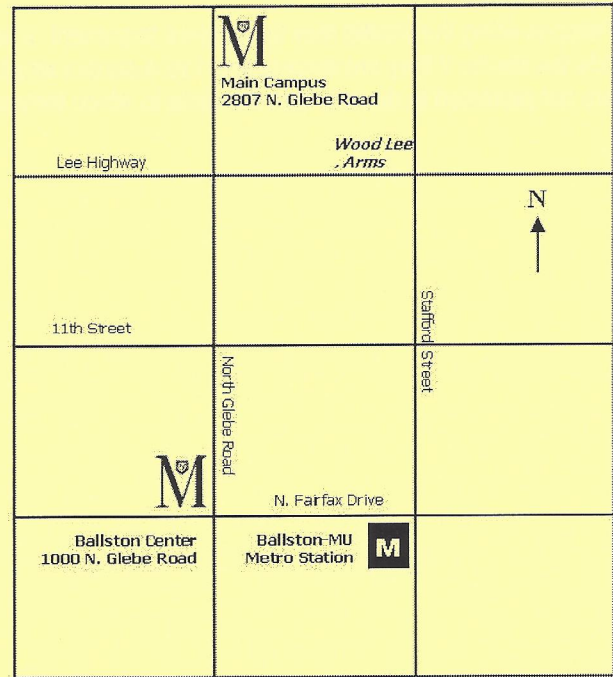 M
Main Campus
2807 N. Glebe Road
Wood Lee
Arms
Lee Highway
N
11th Street
Stafford Street
North Glebe Road
M
N. Fairfax Drive
Ballston Center
1000 N. Glebe Road
Ballston-MU
Metro Station
M